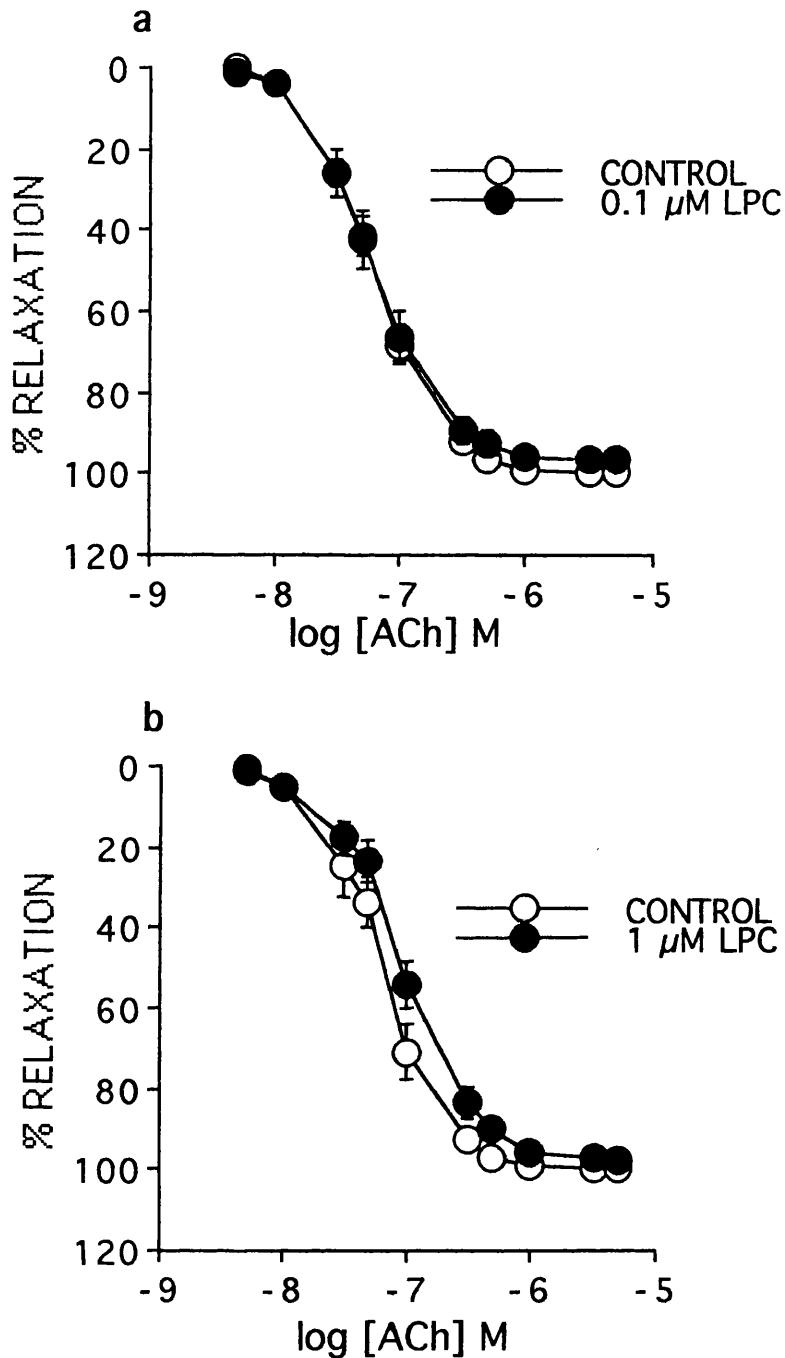 a
0
20
40
60
80
100
120
% RELAXATION
CONTROL
0.1 µM LPC
-9 -8 -7 -6 -5
log [ACh] M
b
0
20
40
60
80
100
120
% RELAXATION
CONTROL
1 µM LPC
-9 -8 -7 -6 -5
log [ACh] M